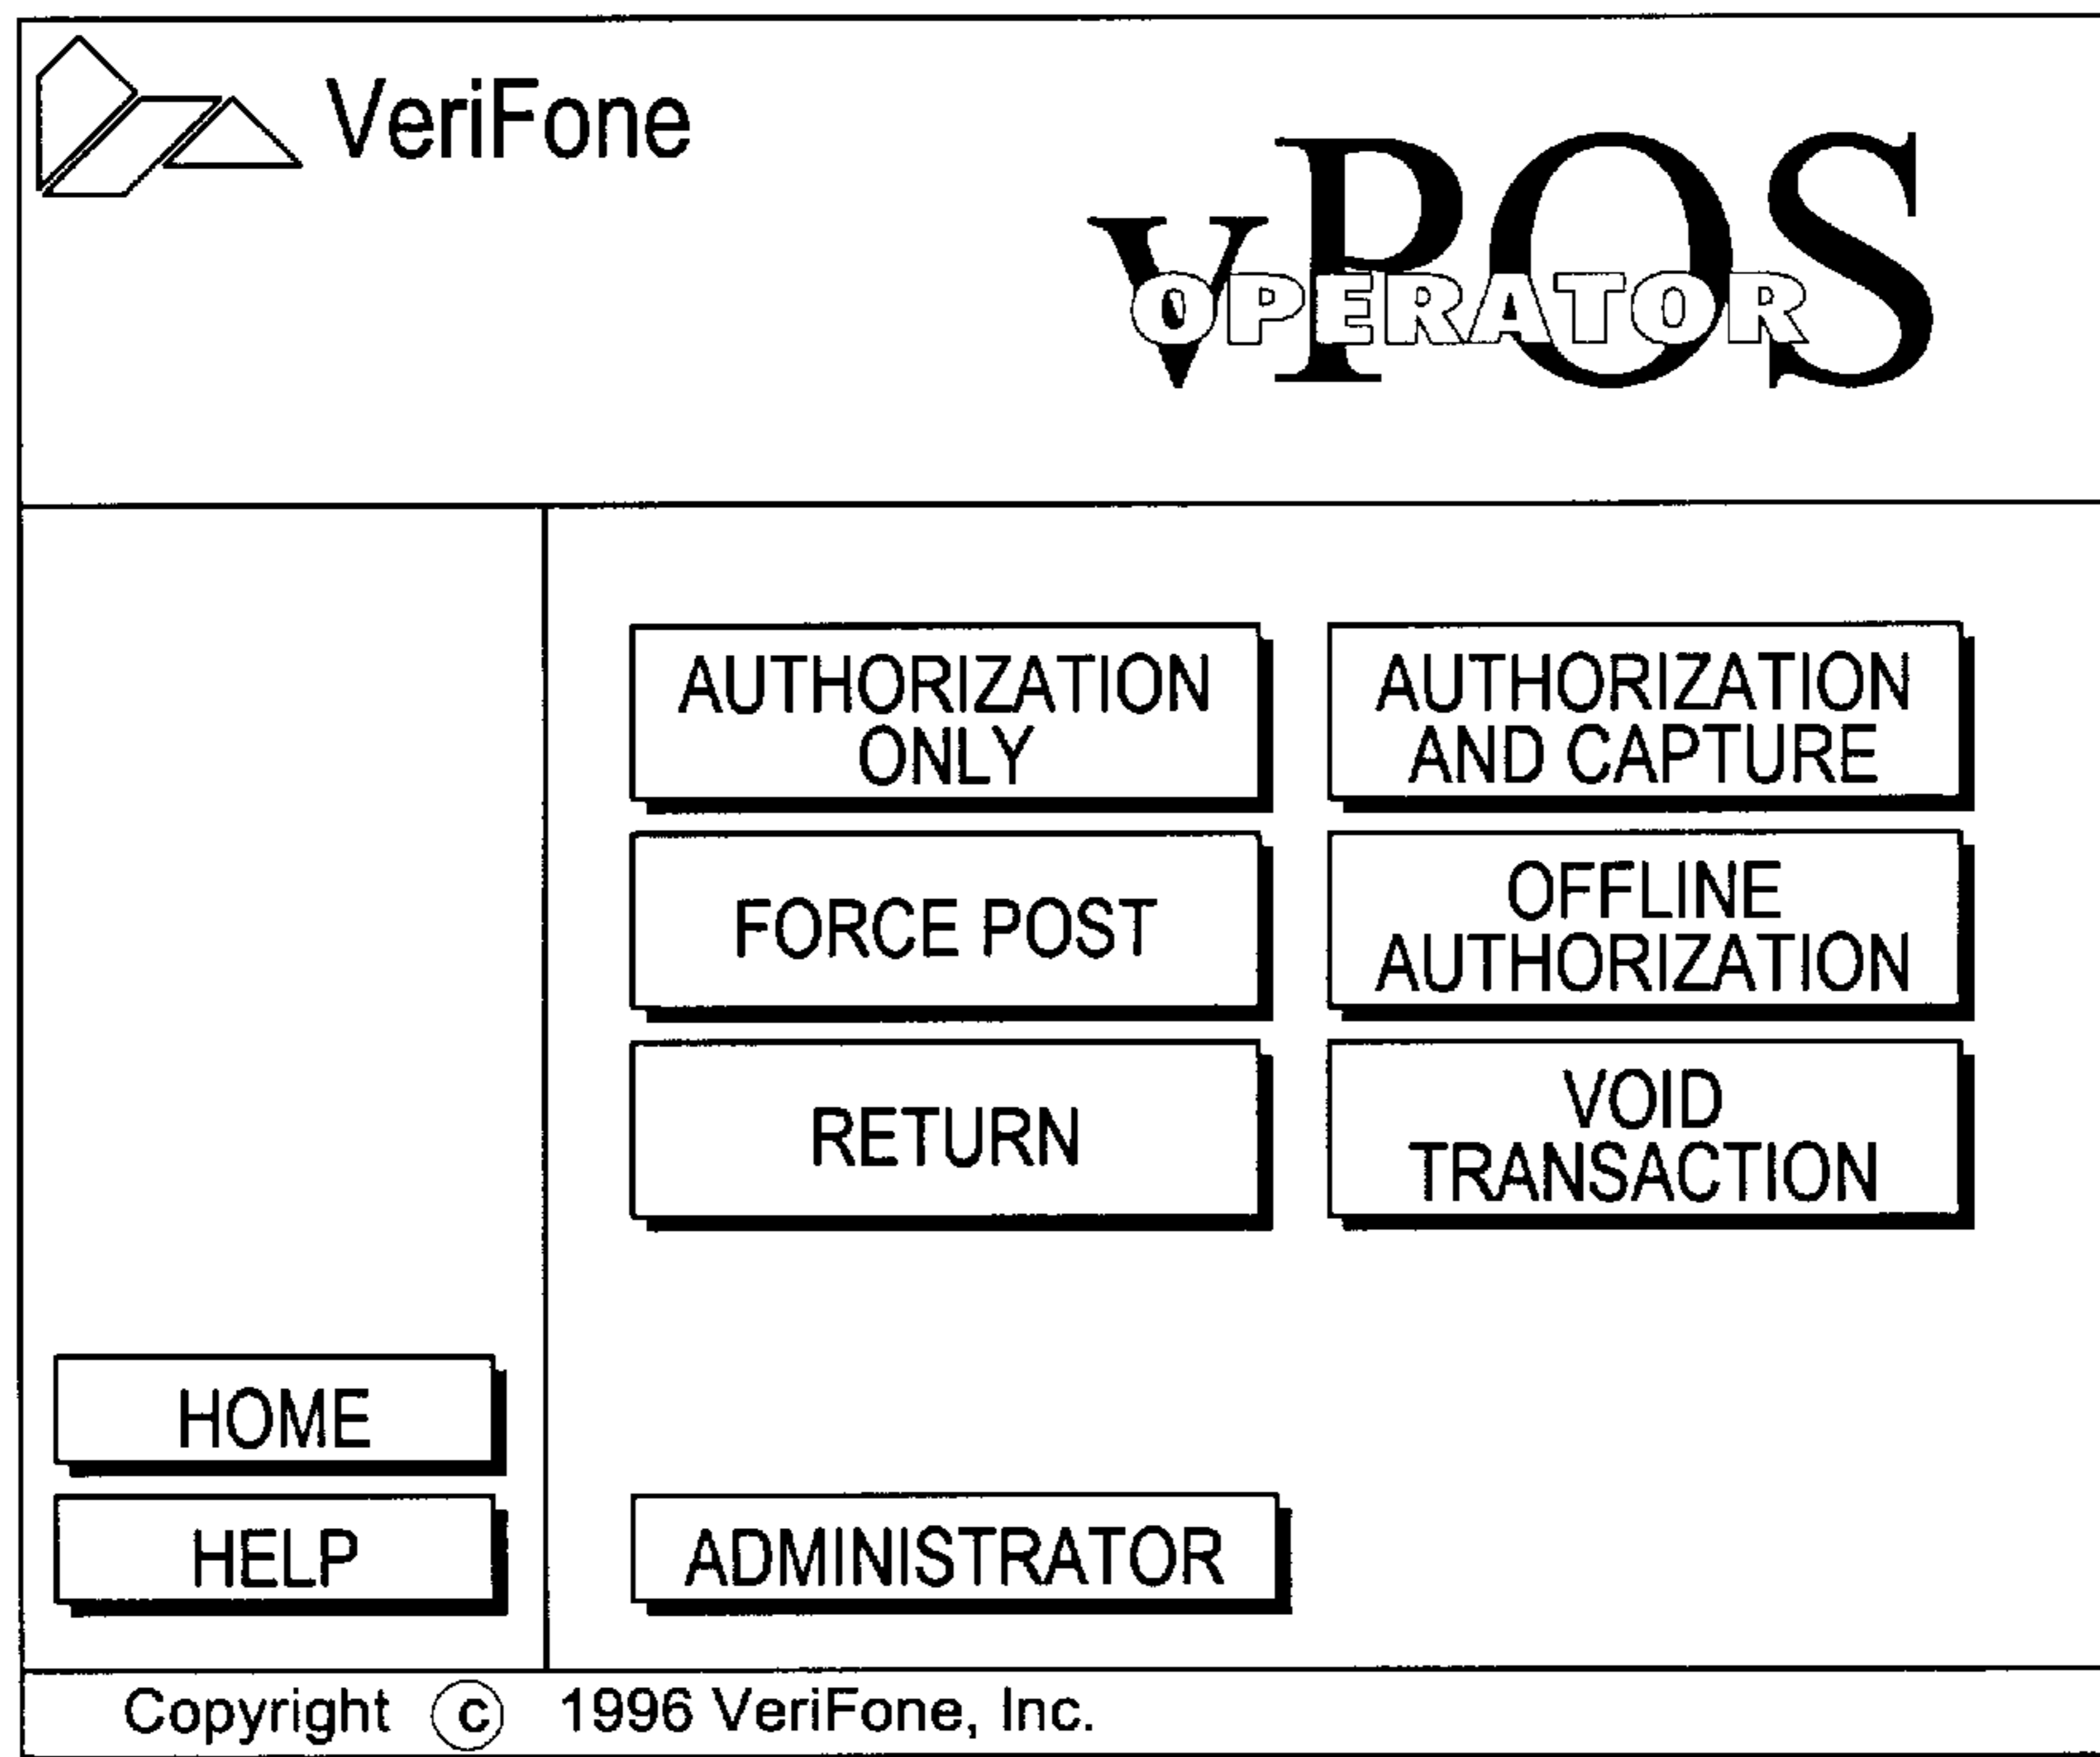 VeriFone
vPOS
OPERATOR
AUTHORIZATION
ONLY
AUTHORIZATION
AND CAPTURE
FORCE POST
OFFLINE
AUTHORIZATION
RETURN
VOID
TRANSACTION
HOME
HELP
ADMINISTRATOR
Copyright © 1996 VeriFone, Inc.